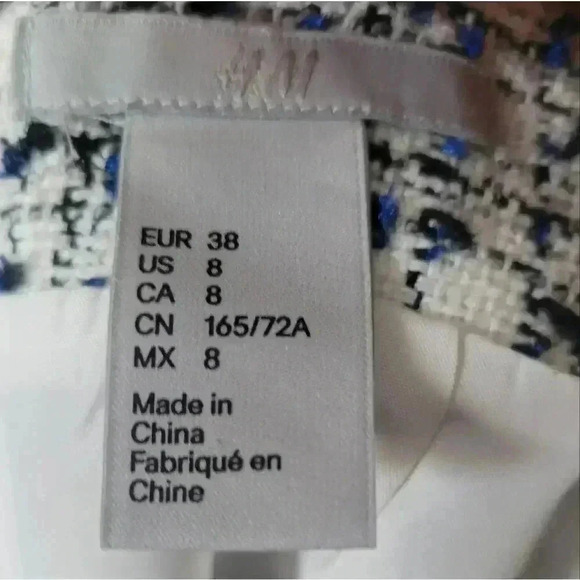 H&M
EUR 38
US 8
CA 8
CN 165/72A
MX 8
Made in
China
Fabriqué en
Chine